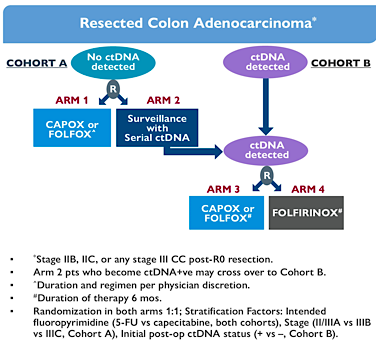 Resected Colon Adenocarcinoma*
COHORT A
No ctDNA
detected
ctDNA
detected
COHORT B
R
ARM 1
ARM 2
CAPOX or
FOLFOX^
Surveillance
with
Serial ctDNA
ctDNA
detected
R
ARM 3
ARM 4
CAPOX or
FOLFOX#
FOLFIRINOX#
• *Stage IIB, IIC, or any stage III CC post-R0 resection.
• Arm 2 pts who become ctDNA+ve may cross over to Cohort B.
• ^Duration and regimen per physician discretion.
• #Duration of therapy 6 mos.
• Randomization in both arms 1:1; Stratification Factors: Intended
fluoropyrimidine (5-FU vs capecitabine, both cohorts), Stage (II/IIIA vs IIIB
vs IIIC, Cohort A), Initial post-op ctDNA status (+ vs –, Cohort B).